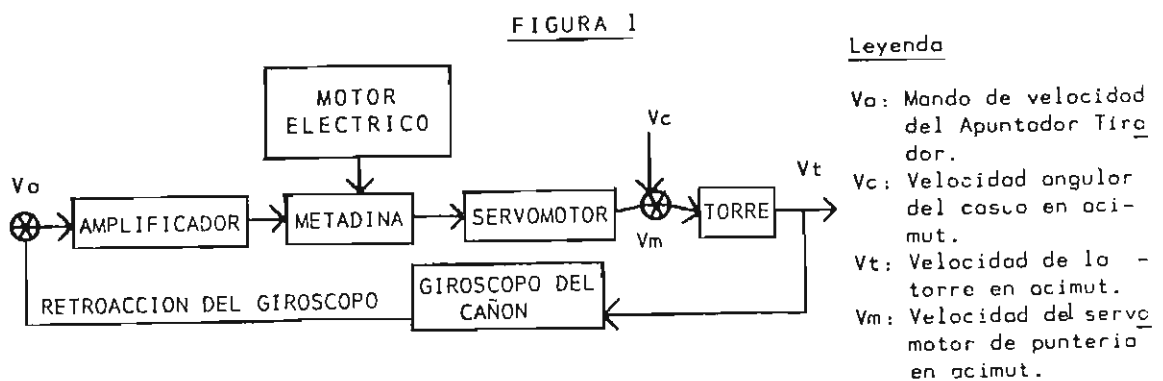 FIGURA 1
MOTOR
ELECTRICO
Va
AMPLIFICADOR
METADINA
SERVOMOTOR
Vc
Vm
TORRE
Vt
GIROSCOPO DEL
CAÑON
RETROACCION DEL GIROSCOPO
Leyenda
Va: Mando de velocidad
del Apuntador Tira
dor.
Vc: Velocidad angular
del casco en aci-
mut.
Vt: Velocidad de la -
torre en acimut.
Vm: Velocidad del servo
motor de punteria
en acimut.